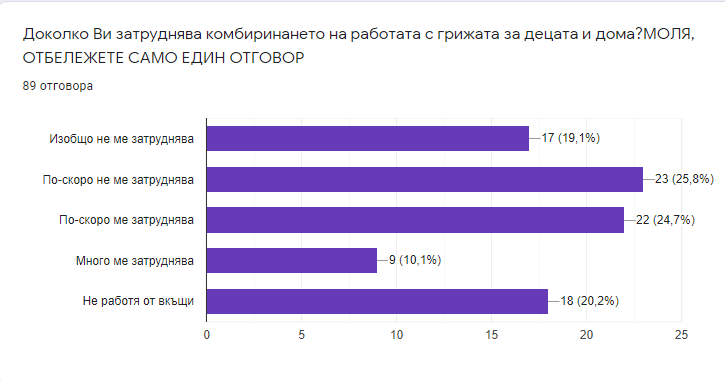 Доколко Ви затруднява комбиринането на работата с грижата за децата и дома?МОЛЯ,
ОТБЕЛЕЖЕТЕ САМО ЕДИН ОТГОВОР
89 отговора
Изобщо не ме затруднява 17 (19,1%)
По-скоро не ме затруднява 23 (25,8%)
По-скоро ме затруднява 22 (24,7%)
Много ме затруднява 9 (10,1%)
Не работя от вкъщи 18 (20,2%)
0 5 10 15 20 25